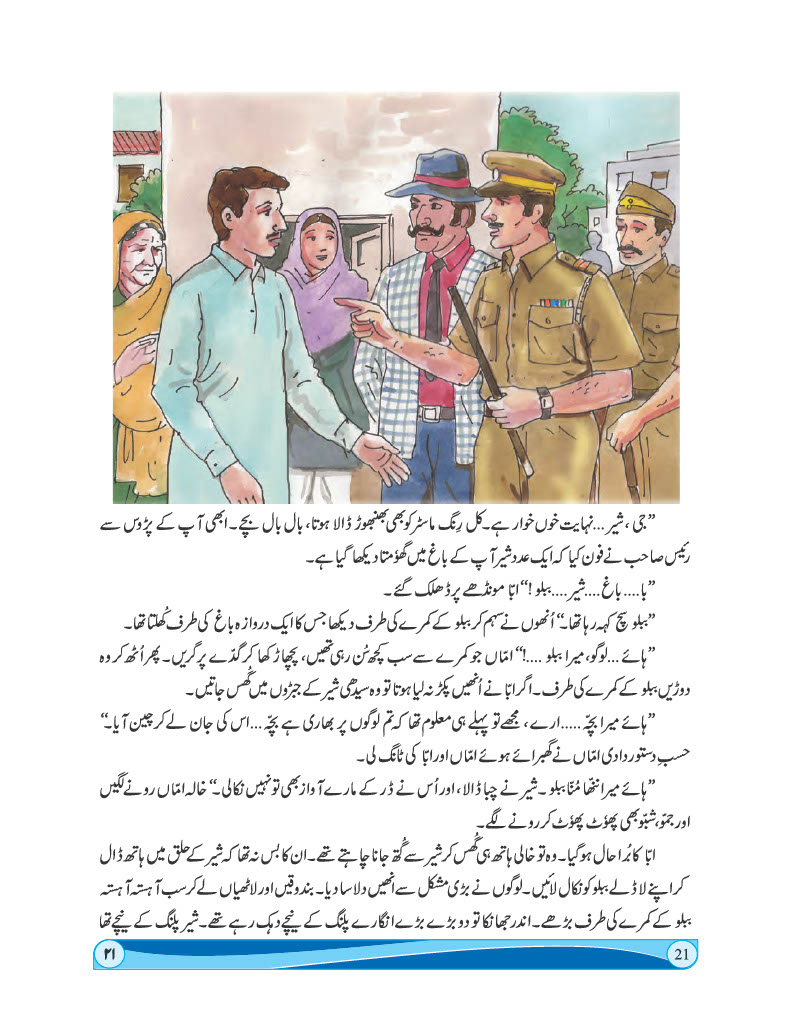 ”جی ، شیر ... نہایت خوں خوار ہے۔ کل رِنگ ماسٹر کو بھی بھنبھوڑ ڈالا ہوتا، بال بال بچے۔ ابھی آپ کے پڑوس سے
رئیس صاحب نے فون کیا کہ ایک عدد شیر آپ کے باغ میں گھؤمتا دیکھا گیا ہے۔
”با.... باغ .... شیر .... ببلو !“ ابّا مونڈھے پر ڈھلک گئے۔
”ببلو سچ کہہ رہا تھا۔“ اُنھوں نے سہم کر ببلو کے کمرے کی طرف دیکھا جس کا ایک دروازہ باغ کی طرف کُھلتا تھا۔
”ہائے ... لوگو، میرا ببلو ....!“ امّاں جو کمرے سے سب کچھ سُن رہی تھیں، پچھاڑ کھا کر گدّے پر گریں۔ پھر اُٹھ کر وہ
دوڑیں ببلو کے کمرے کی طرف۔ اگر ابّا نے اُنھیں پکڑ نہ لیا ہوتا تو وہ سیدھی شیر کے جبڑوں میں گُھس جاتیں۔
”ہائے میرا بچّہ ..... ارے ، مجھے تو پہلے ہی معلوم تھا کہ تم لوگوں پر بھاری ہے بچّہ ... اس کی جان لے کر چین آیا۔“
حسبِ دستور دادی امّاں نے گھبرائے ہوئے امّاں اور ابّا کی ٹانگ لی۔
”ہائے میرا ننّھا مُنّا ببلو ۔ شیر نے چبا ڈالا ، اور اُس نے ڈر کے مارے آواز بھی تو نہیں نکالی۔“ خالہ امّاں رونے لگیں
اور جمّو، شبّو بھی پھؤٹ پھؤٹ کر رونے لگے۔
ابّا کا بُرا حال ہو گیا۔ وہ تو خالی ہاتھ ہی گُھس کر شیر سے گُتھ جانا چاہتے تھے۔ ان کا بس نہ تھا کہ شیر کے حلق میں ہاتھ ڈال
کر اپنے لاڈلے ببلو کو نکال لائیں۔ لوگوں نے بڑی مشکل سے انھیں دلاسا دیا۔ بندوقیں اور لاٹھیاں لے کر سب آہستہ آہستہ
ببلو کے کمرے کی طرف بڑھے۔ اندر جھانکا تو دو بڑے بڑے انگارے پلنگ کے نیچے دہک رہے تھے۔ شیر پلنگ کے نیچے تھا
۲۱
21